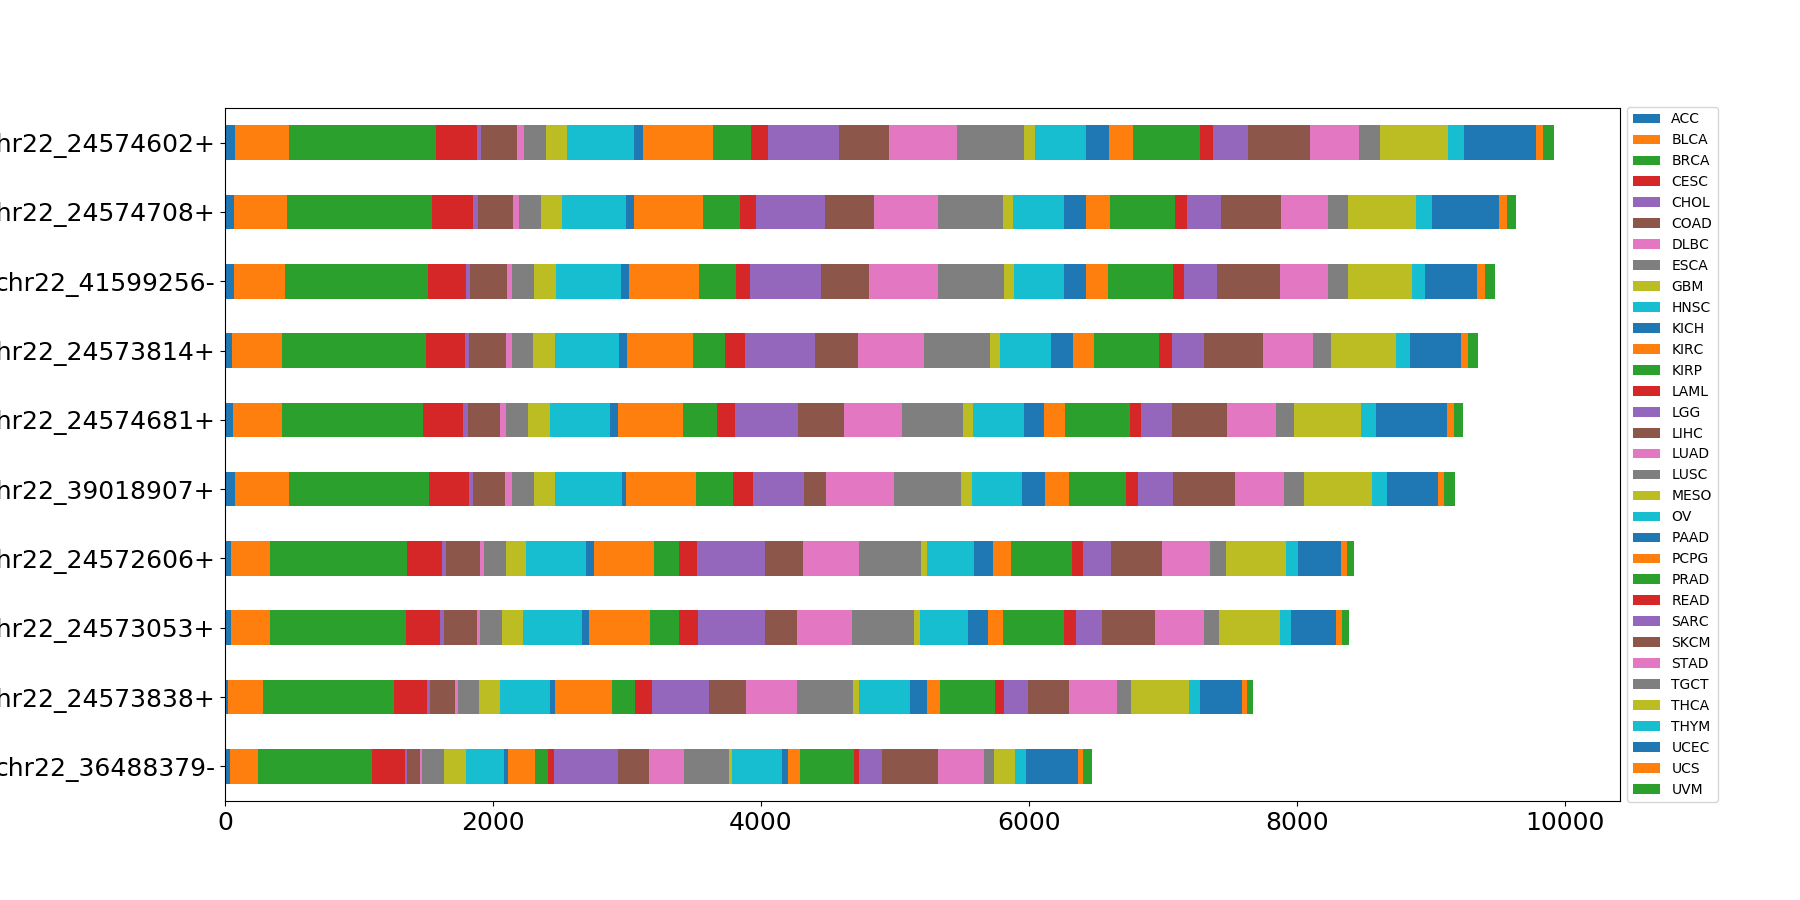 hr22_24574602+
hr22_24574708+
chr22_41599256-
hr22_24573814+
hr22_24574681+
hr22_39018907+
hr22_24572606+
hr22_24573053+
hr22_24573838+
chr22_36488379-
0 2000 4000 6000 8000 10000
ACC
BLCA
BRCA
CESC
CHOL
COAD
DLBC
ESCA
GBM
HNSC
KICH
KIRC
KIRP
LAML
LGG
LIHC
LUAD
LUSC
MESO
OV
PAAD
PCPG
PRAD
READ
SARC
SKCM
STAD
TGCT
THCA
THYM
UCEC
UCS
UVM